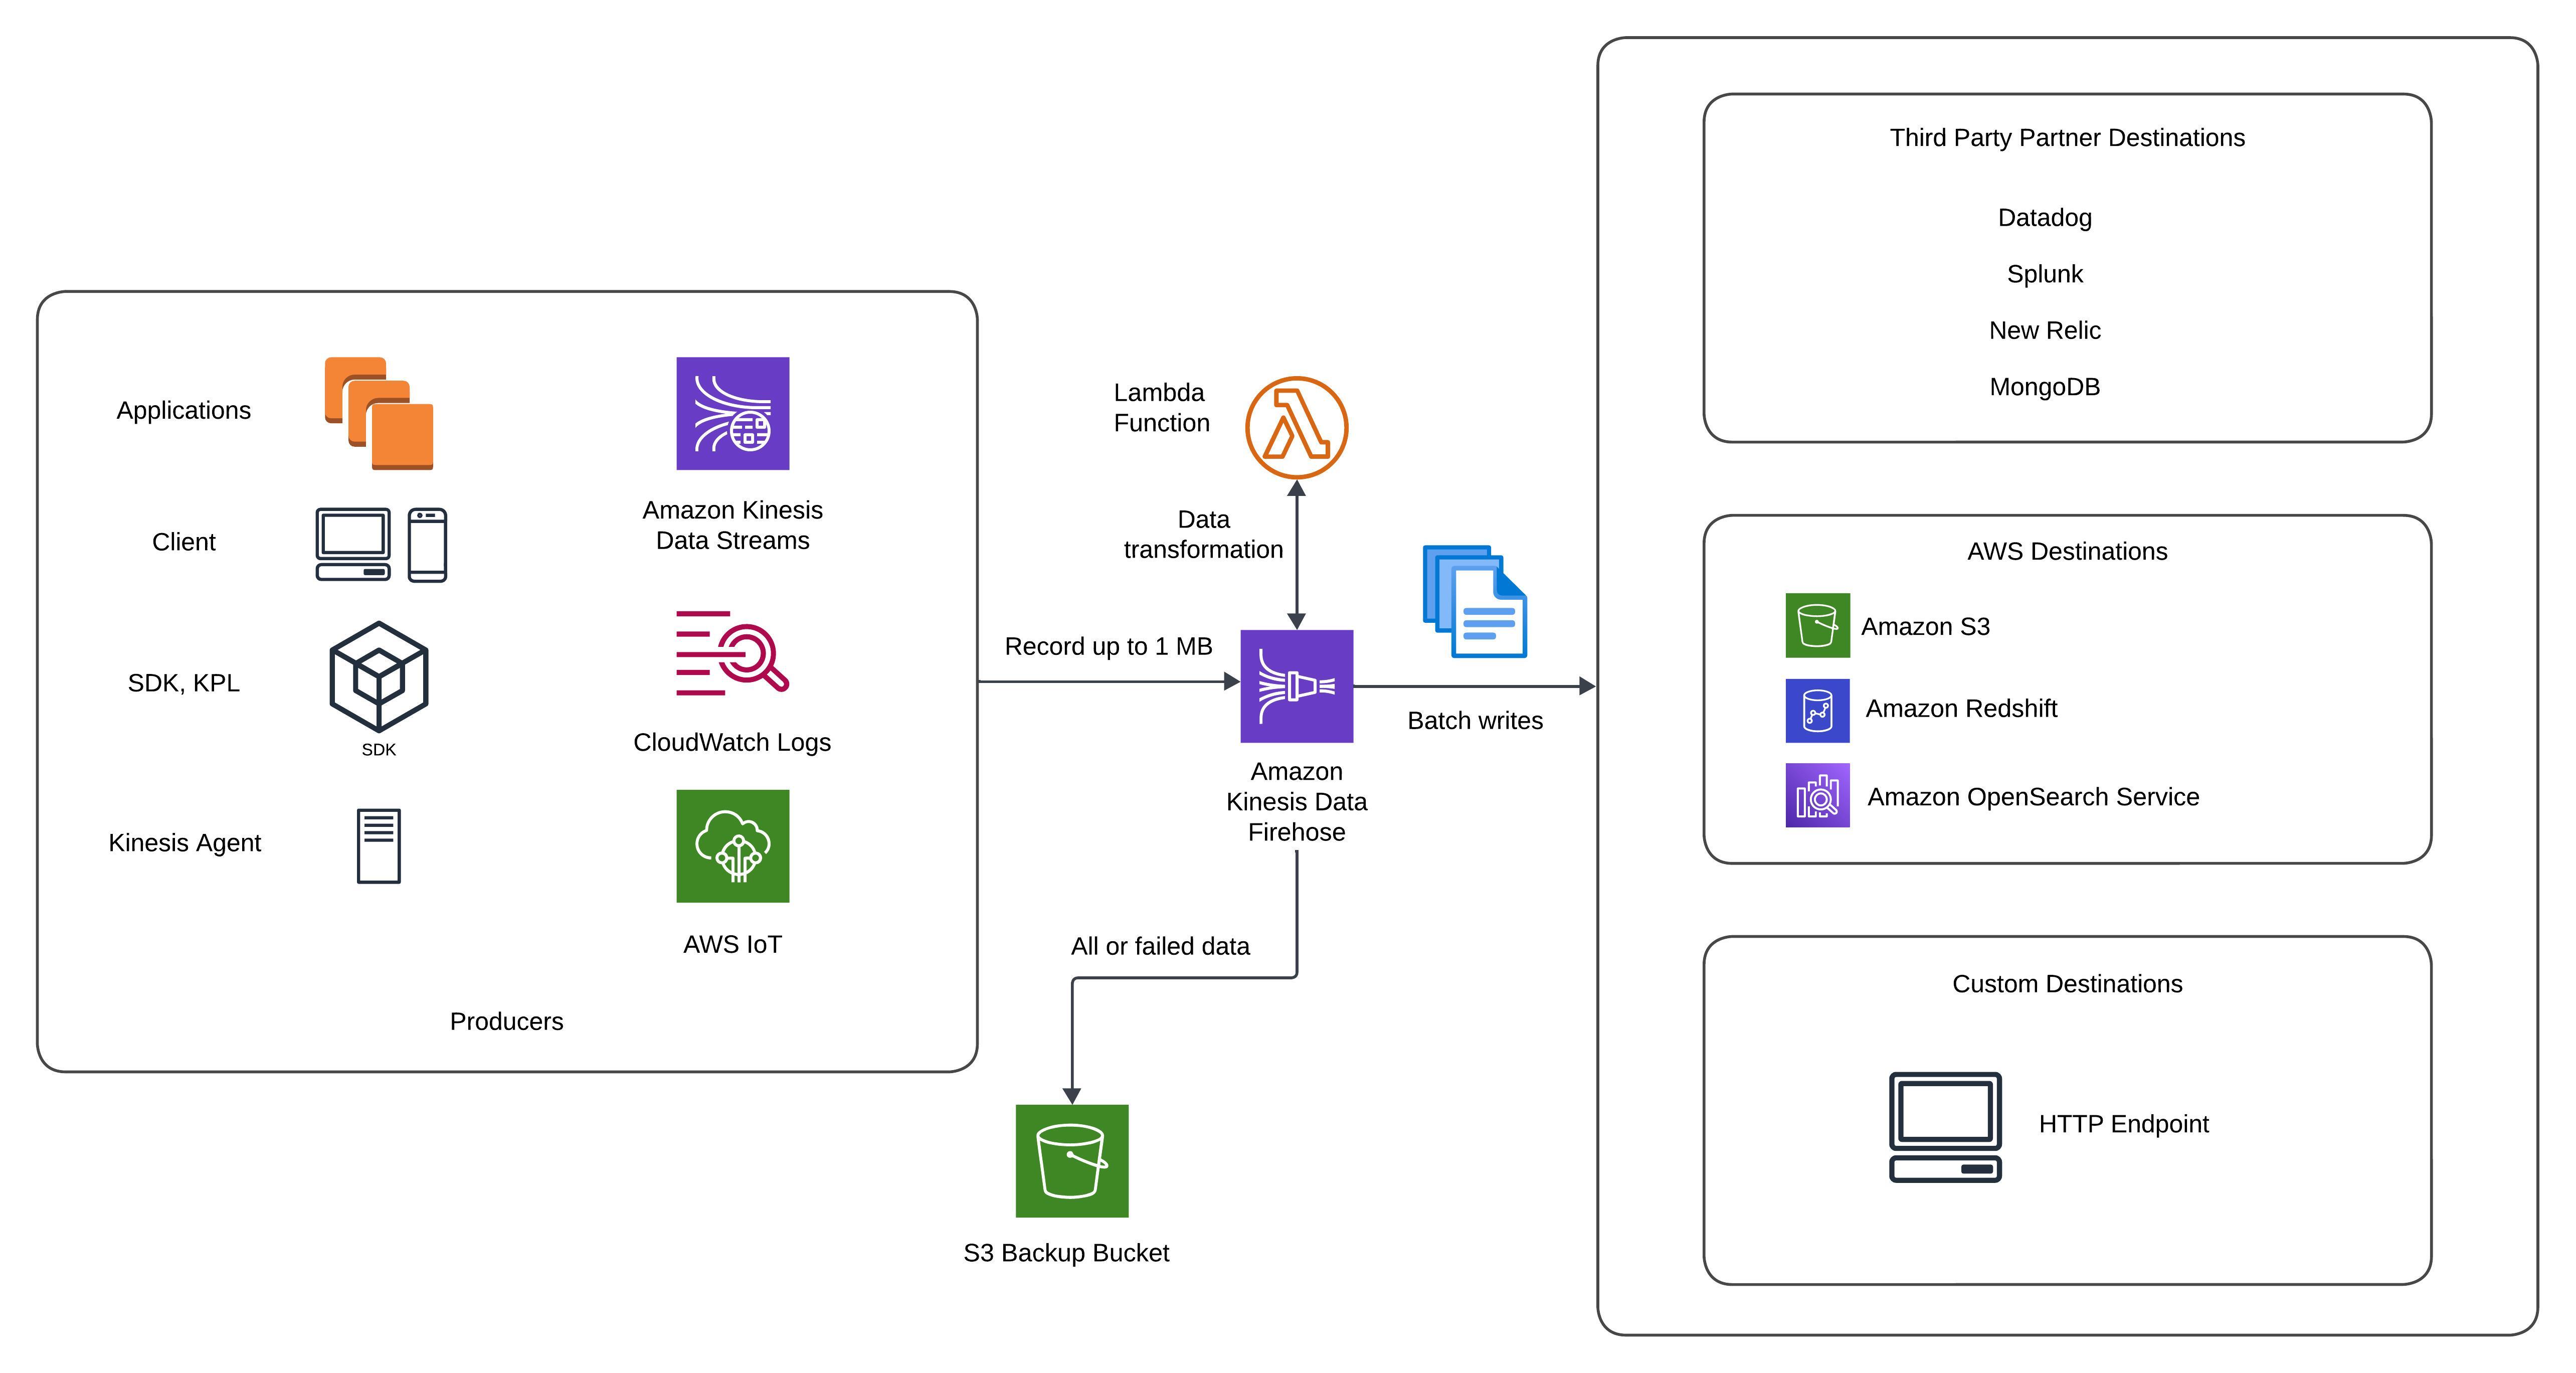 Applications
Client
SDK, KPL
SDK
Kinesis Agent
Amazon Kinesis
Data Streams
CloudWatch Logs
AWS IoT
Producers
Record up to 1 MB
Lambda
Function
Data
transformation
Amazon
Kinesis Data
Firehose
Batch writes
All or failed data
S3 Backup Bucket
Third Party Partner Destinations
Datadog
Splunk
New Relic
MongoDB
AWS Destinations
Amazon S3
Amazon Redshift
Amazon OpenSearch Service
Custom Destinations
HTTP Endpoint